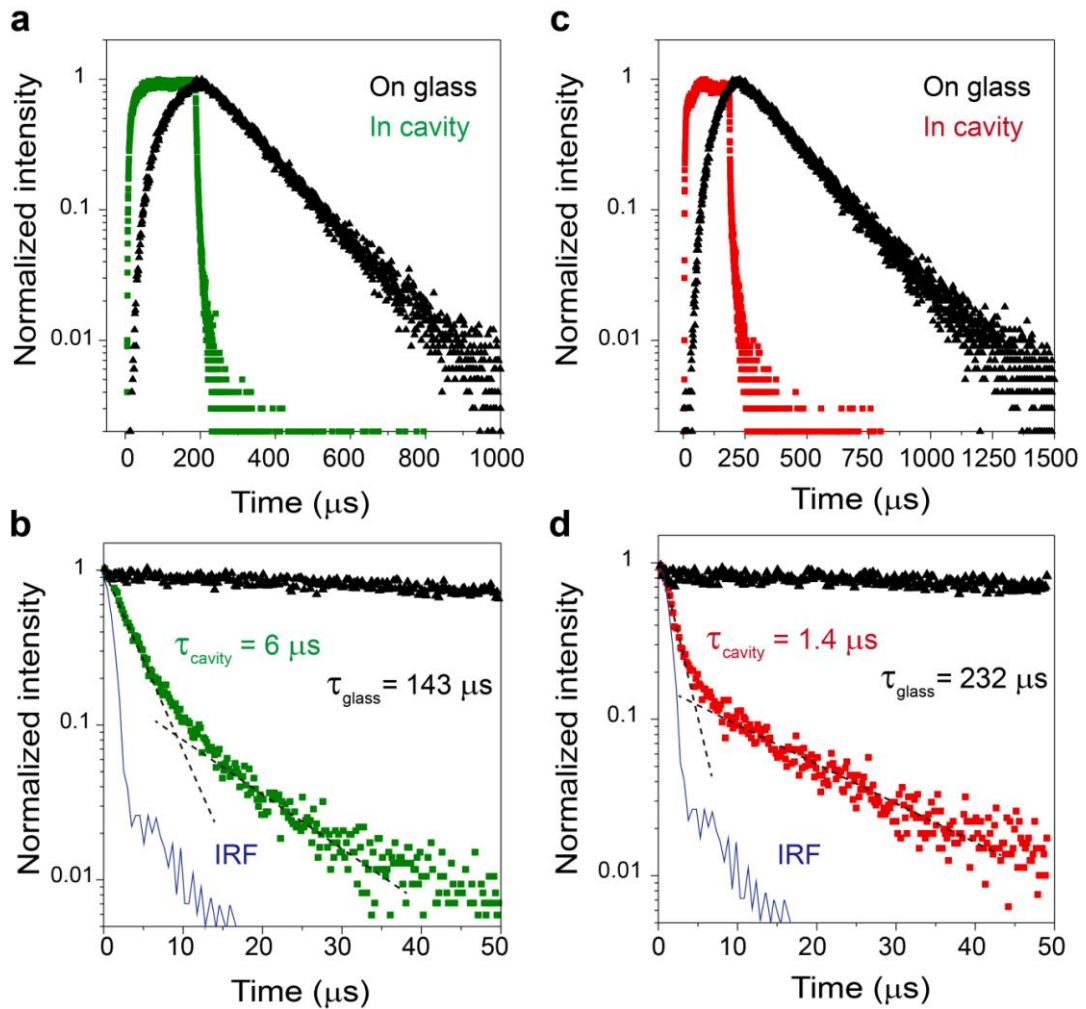 a
Normalized intensity
1
0.1
0.01
On glass
In cavity
0 200 400 600 800 1000
Time (μs)
c
Normalized intensity
1
0.1
0.01
On glass
In cavity
0 250 500 750 1000 1250 1500
Time (μs)
b
Normalized intensity
1
0.1
0.01
τcavity = 6 μs
τglass = 143 μs
IRF
0 10 20 30 40 50
Time (μs)
d
Normalized intensity
1
0.1
0.01
τcavity = 1.4 μs
τglass = 232 μs
IRF
0 10 20 30 40 50
Time (μs)